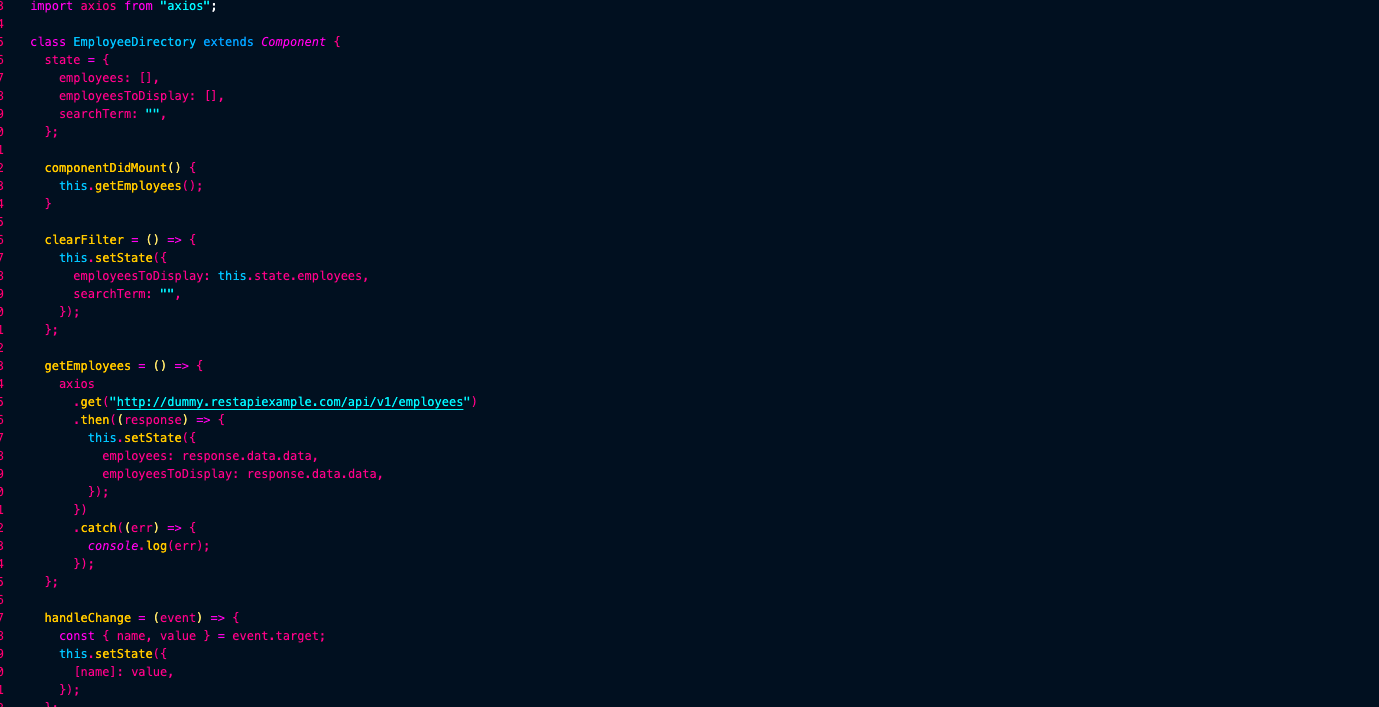 3 import axios from "axios";
4
5 class EmployeeDirectory extends Component {
6 state = {
7 employees: [],
8 employeesToDisplay: [],
9 searchTerm: "",
0 };
1
2 componentDidMount() {
3 this.getEmployees();
4 }
5
6 clearFilter = () => {
7 this.setState({
8 employeesToDisplay: this.state.employees,
9 searchTerm: "",
0 });
1 };
2
3 getEmployees = () => {
4 axios
5 .get("http://dummy.restapiexample.com/api/v1/employees")
6 .then((response) => {
7 this.setState({
8 employees: response.data.data,
9 employeesToDisplay: response.data.data,
0 });
1 })
2 .catch((err) => {
3 console.log(err);
4 });
5 };
6
7 handleChange = (event) => {
8 const { name, value } = event.target;
9 this.setState({
0 [name]: value,
1 });